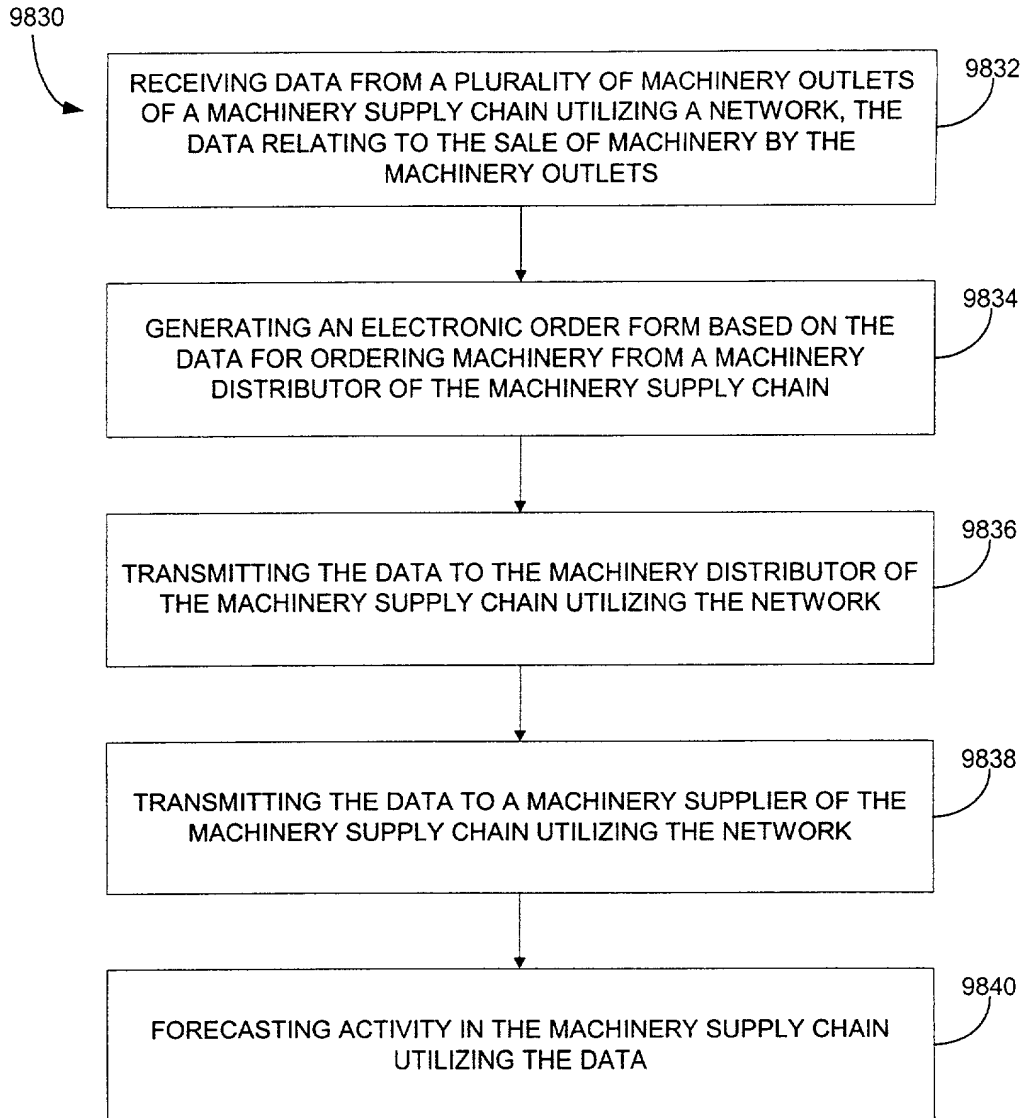 9830
RECEIVING DATA FROM A PLURALITY OF MACHINERY OUTLETS
OF A MACHINERY SUPPLY CHAIN UTILIZING A NETWORK, THE
DATA RELATING TO THE SALE OF MACHINERY BY THE
MACHINERY OUTLETS
9832
GENERATING AN ELECTRONIC ORDER FORM BASED ON THE
DATA FOR ORDERING MACHINERY FROM A MACHINERY
DISTRIBUTOR OF THE MACHINERY SUPPLY CHAIN
9834
TRANSMITTING THE DATA TO THE MACHINERY DISTRIBUTOR OF
THE MACHINERY SUPPLY CHAIN UTILIZING THE NETWORK
9836
TRANSMITTING THE DATA TO A MACHINERY SUPPLIER OF THE
MACHINERY SUPPLY CHAIN UTILIZING THE NETWORK
9838
FORECASTING ACTIVITY IN THE MACHINERY SUPPLY CHAIN
UTILIZING THE DATA
9840